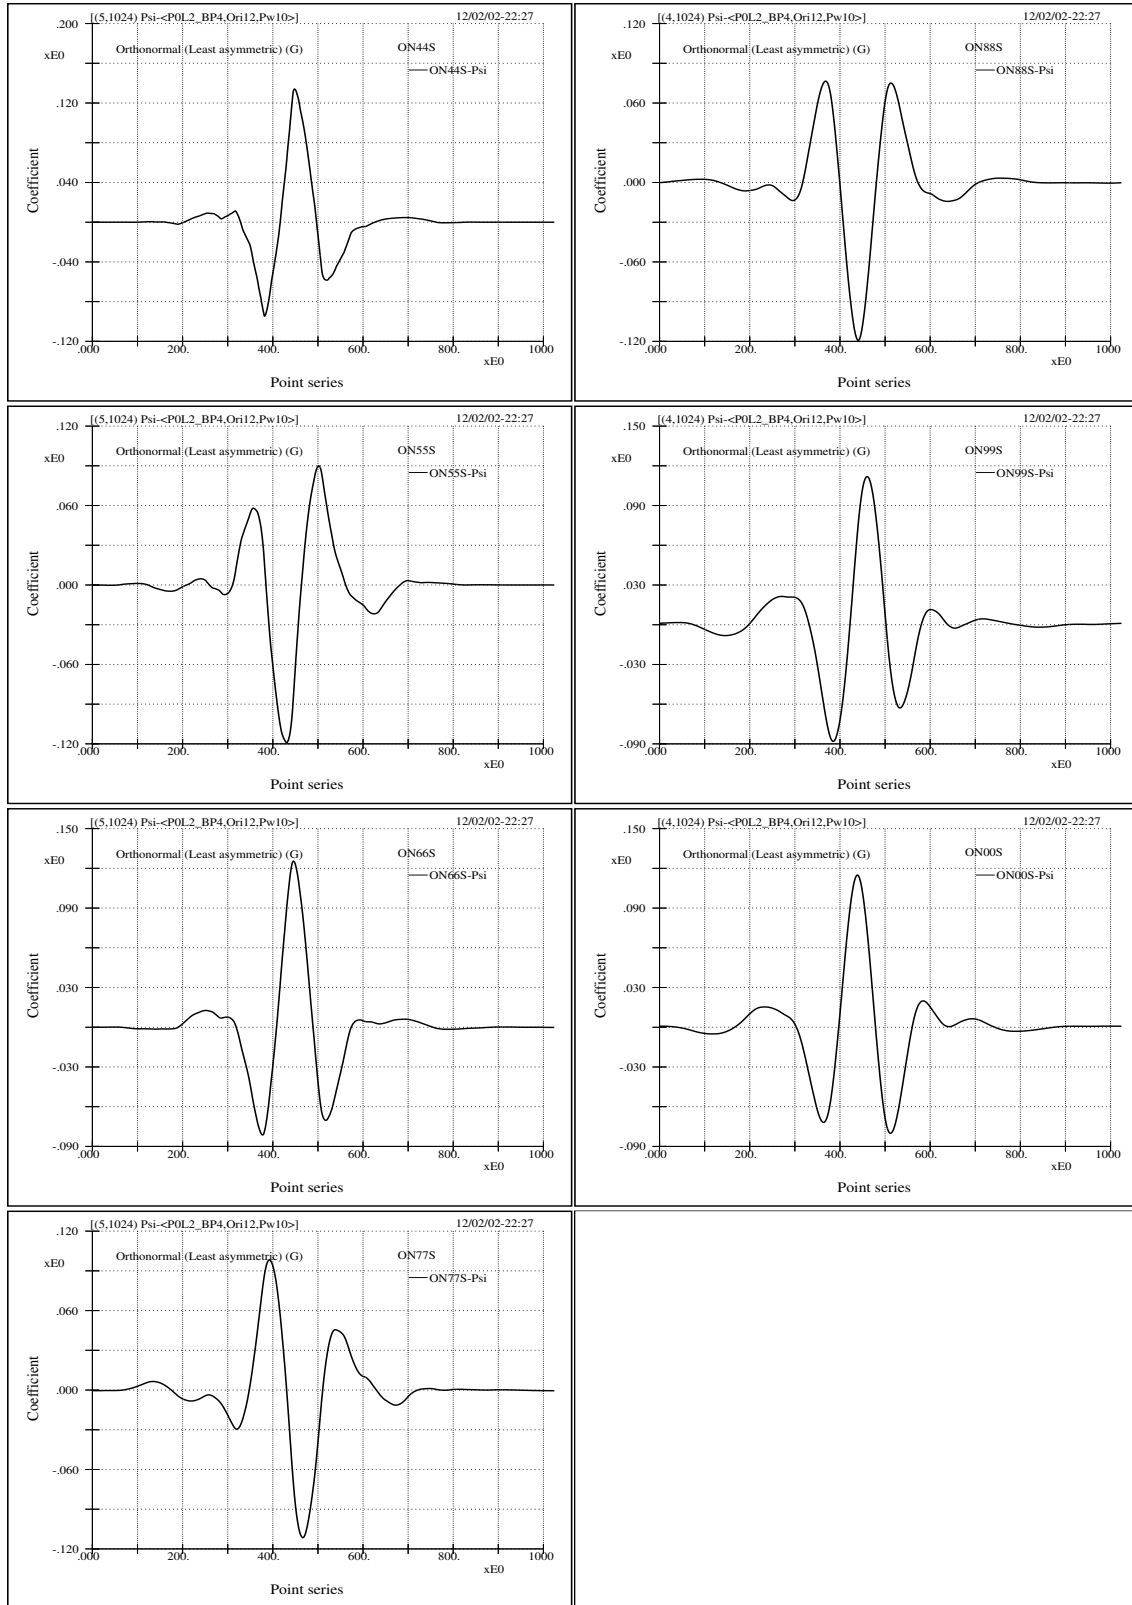 [(5,1024) Psi-<P0L2_BP4,Ori12,Pw10>] 12/02/02-22:27
.200
xE0
Orthonormal (Least asymmetric) (G) ON44S
ON44S-Psi
.120
.040
-.040
-.120
Coefficient
.000 200. 400. 600. 800. 1000
xE0
Point series
[(4,1024) Psi-<P0L2_BP4,Ori12,Pw10>] 12/02/02-22:27
.120
xE0
Orthonormal (Least asymmetric) (G) ON88S
ON88S-Psi
.060
.000
-.060
-.120
Coefficient
.000 200. 400. 600. 800. 1000
xE0
Point series
[(5,1024) Psi-<P0L2_BP4,Ori12,Pw10>] 12/02/02-22:27
.120
xE0
Orthonormal (Least asymmetric) (G) ON55S
ON55S-Psi
.060
.000
-.060
-.120
Coefficient
.000 200. 400. 600. 800. 1000
xE0
Point series
[(4,1024) Psi-<P0L2_BP4,Ori12,Pw10>] 12/02/02-22:27
.150
xE0
Orthonormal (Least asymmetric) (G) ON99S
ON99S-Psi
.090
.030
-.030
-.090
Coefficient
.000 200. 400. 600. 800. 1000
xE0
Point series
[(5,1024) Psi-<P0L2_BP4,Ori12,Pw10>] 12/02/02-22:27
.150
xE0
Orthonormal (Least asymmetric) (G) ON66S
ON66S-Psi
.090
.030
-.030
-.090
Coefficient
.000 200. 400. 600. 800. 1000
xE0
Point series
[(4,1024) Psi-<P0L2_BP4,Ori12,Pw10>] 12/02/02-22:27
.150
xE0
Orthonormal (Least asymmetric) (G) ON00S
ON00S-Psi
.090
.030
-.030
-.090
Coefficient
.000 200. 400. 600. 800. 1000
xE0
Point series
[(5,1024) Psi-<P0L2_BP4,Ori12,Pw10>] 12/02/02-22:27
.120
xE0
Orthonormal (Least asymmetric) (G) ON77S
ON77S-Psi
.060
.000
-.060
-.120
Coefficient
.000 200. 400. 600. 800. 1000
xE0
Point series